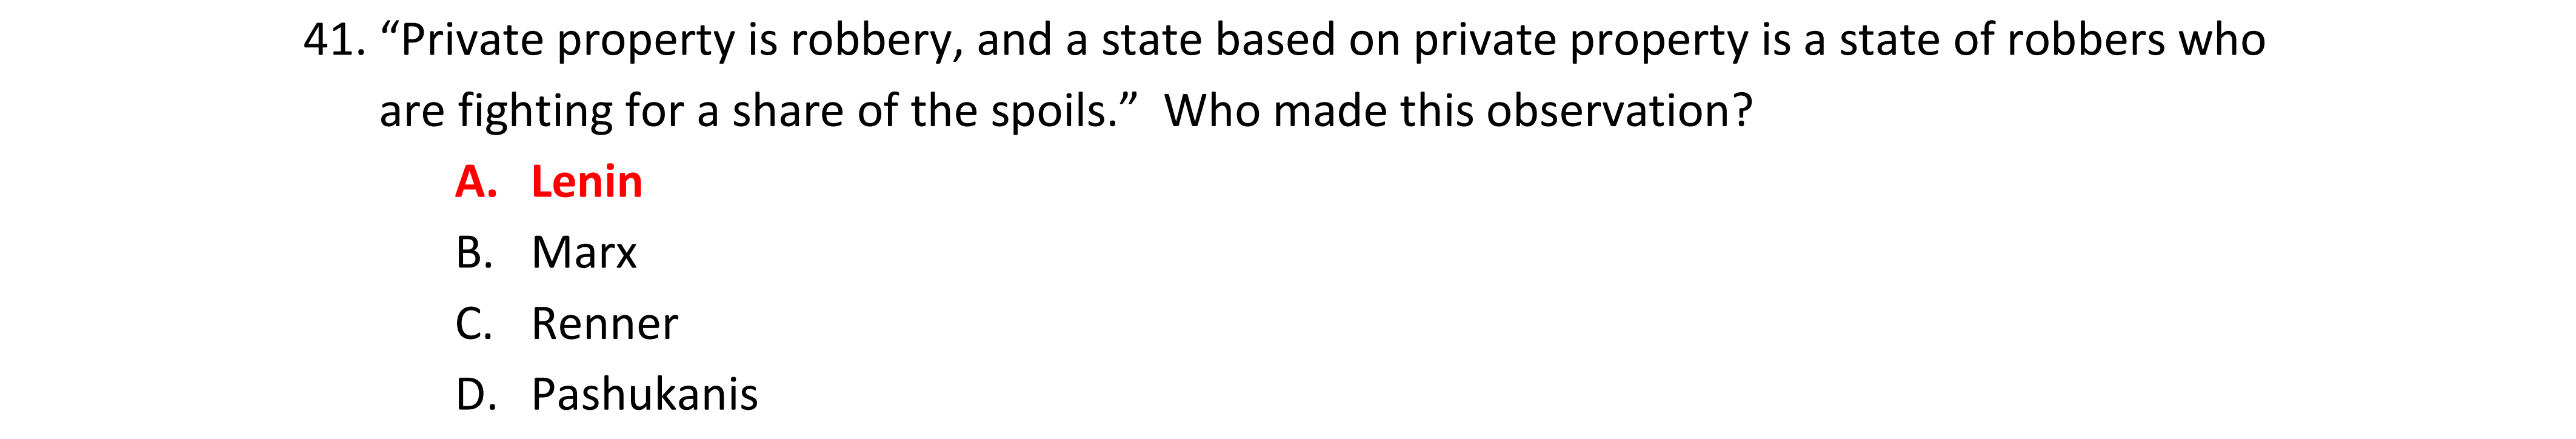 41. “Private property is robbery, and a state based on private property is a state of robbers who
are fighting for a share of the spoils.”  Who made this observation?
A. Lenin
B. Marx
C. Renner
D. Pashukanis